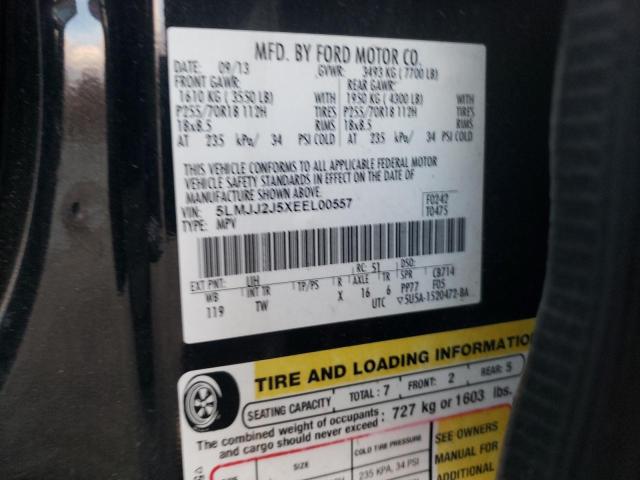 MFD. BY FORD MOTOR CO.
DATE: 09/13 GVWR: 3493 KG (7700 LB)
FRONT GAWR: REAR GAWR:
1610 KG (3550 LB) WITH 1950 KG (4300 LB) WITH
P255/70R18 112H TIRES P255/70R18 112H TIRES
18x8.5 RIMS 18x8.5 RIMS
AT 235 kPa/ 34 PSI COLD AT 235 kPa/ 34 PSI COLD
THIS VEHICLE CONFORMS TO ALL APPLICABLE FEDERAL MOTOR
VEHICLE SAFETY STANDARDS IN EFFECT ON THE DATE OF
MANUFACTURE SHOWN ABOVE.
VIN: 5LMJJ2J5XEEL00557 F0242
TYPE: MPV T0475
EXT PNT: UH RC: 51 DSO:
WB INT TR TP/PS R AXLE TR SPR CB714
119 TW X 16 6 PP77 F05
UTC ▽5U5A-1520472-BA
TIRE AND LOADING INFORMATION
SEATING CAPACITY TOTAL: 7 FRONT: 2 REAR: 5
The combined weight of occupants
and cargo should never exceed: 727 kg or 1603 lbs.
SIZE COLD TIRE PRESSURE SEE OWNERS
235 KPA, 34 PSI MANUAL FOR
ADDITIONAL